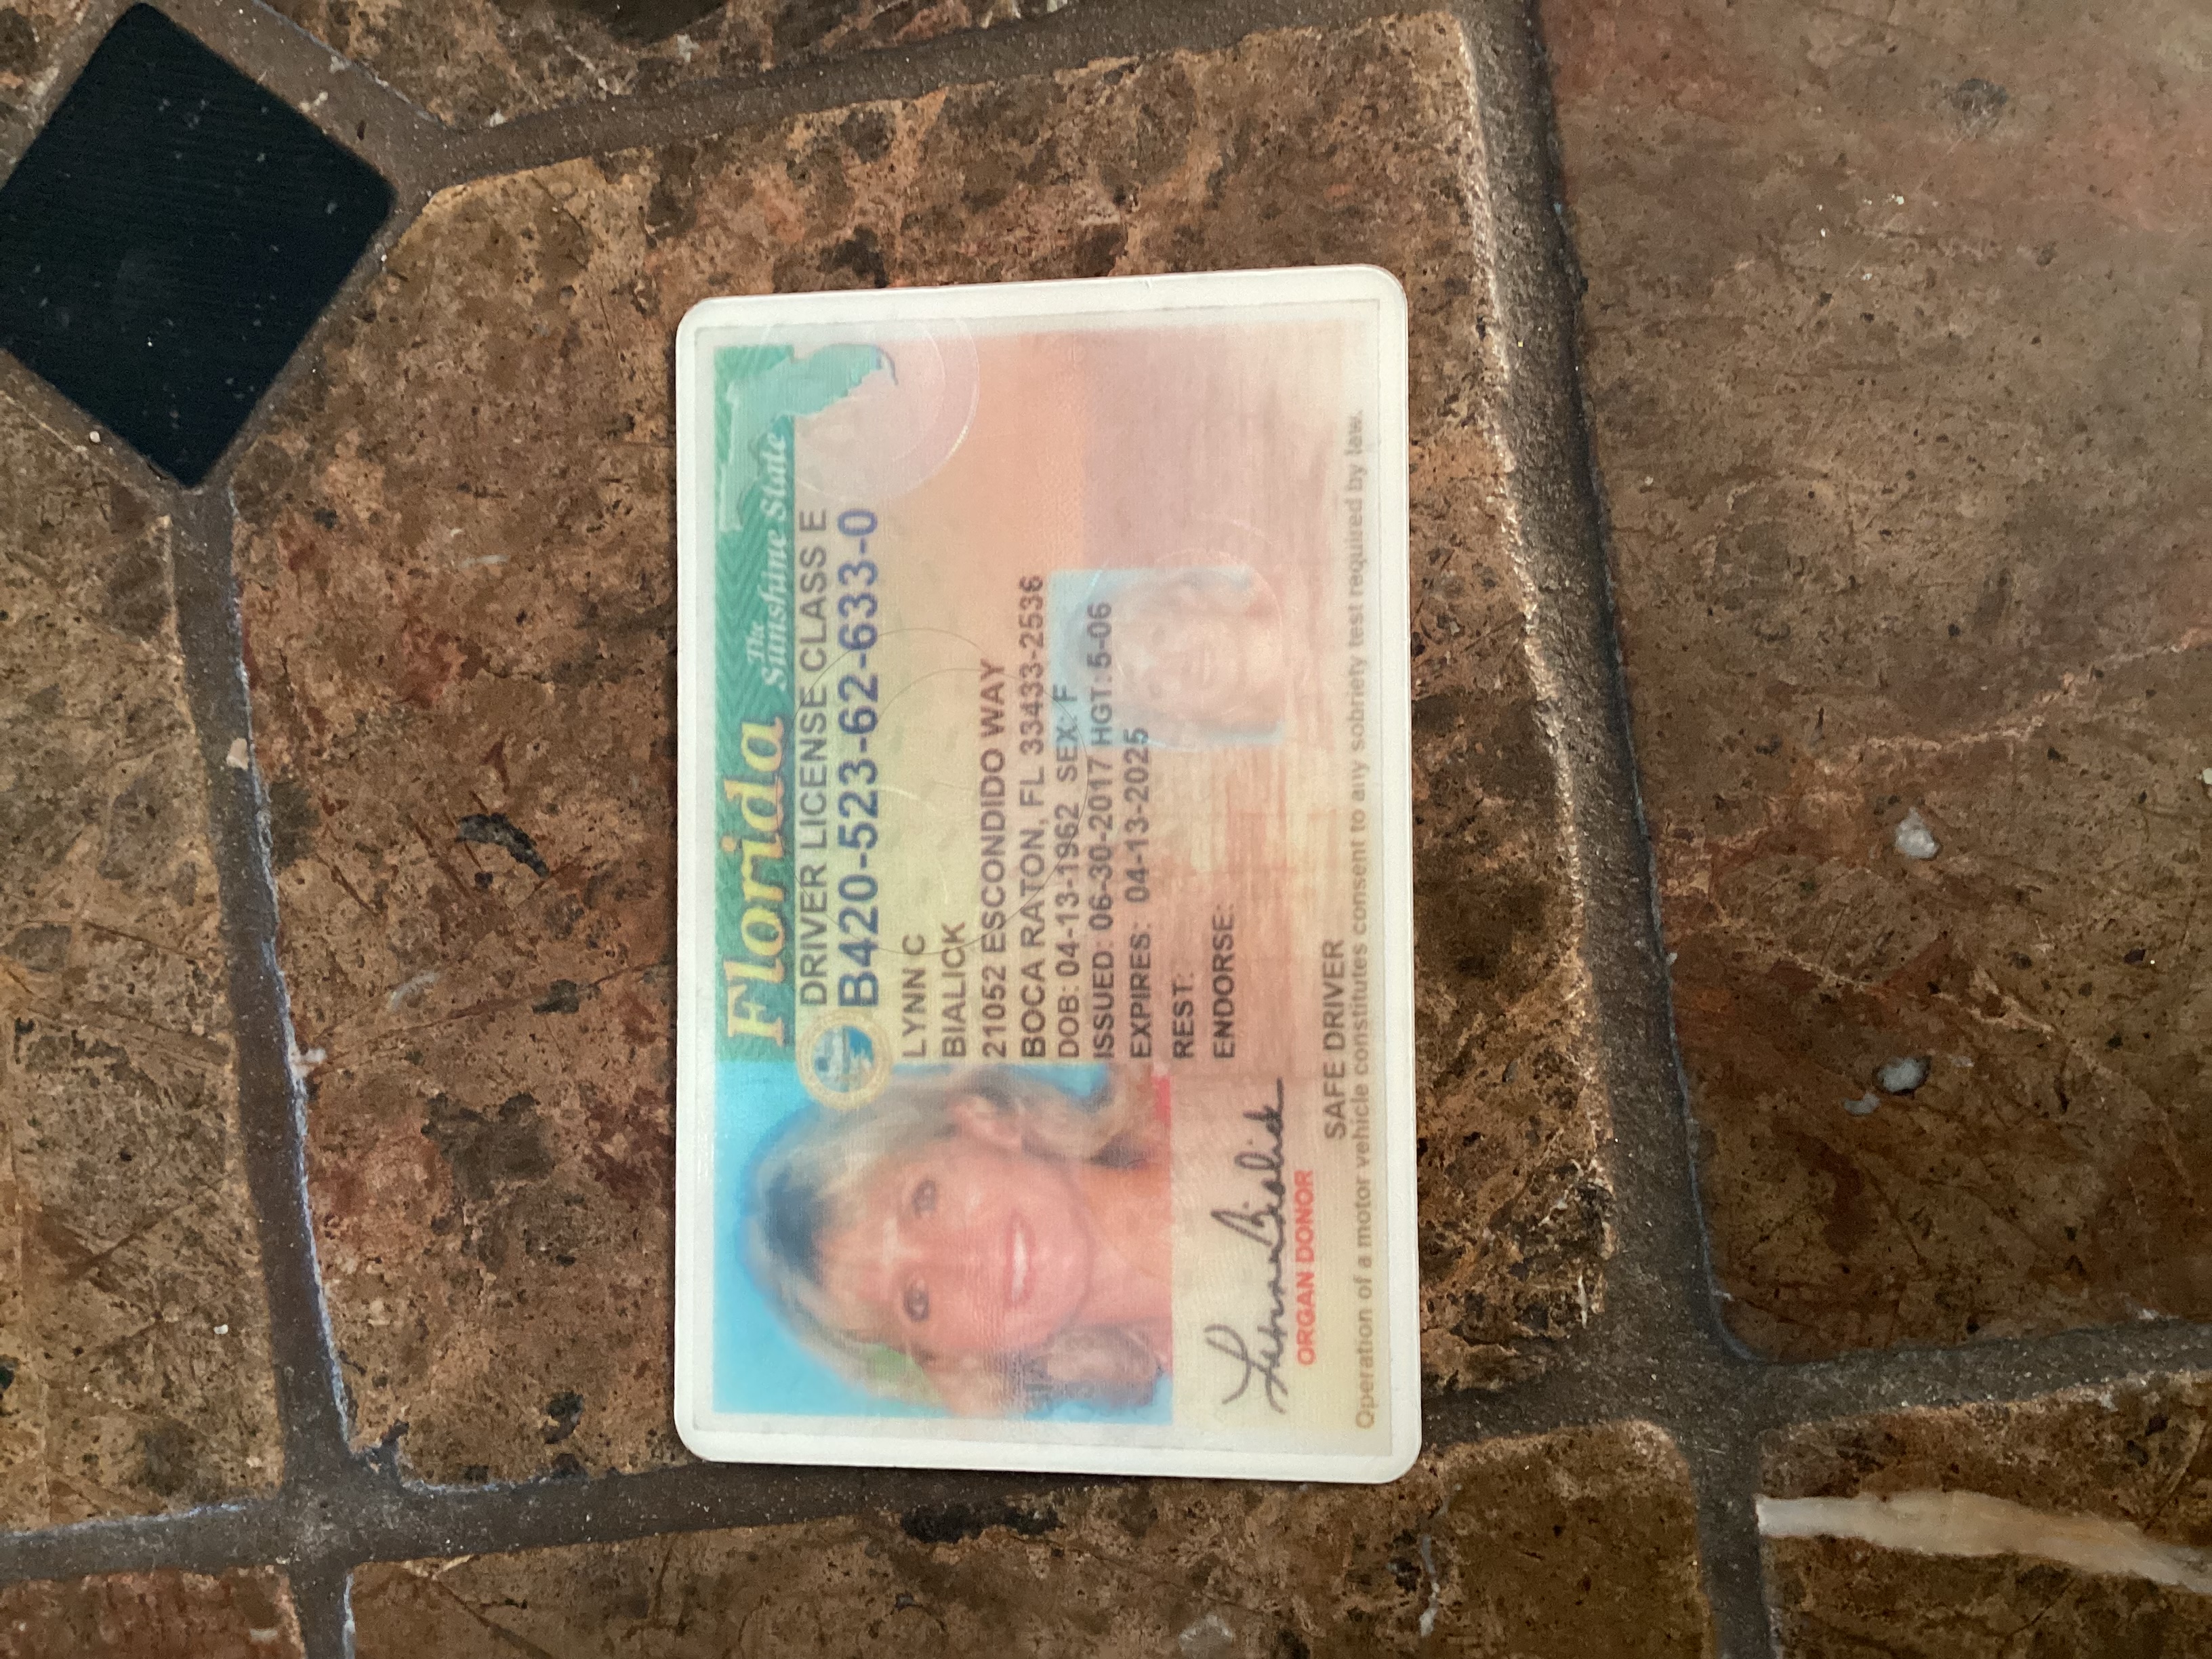 Florida The Sunshine State
DRIVER LICENSE CLASS E
B420-523-62-633-0
LYNN C
BIALICK
21052 ESCONDIDO WAY
BOCA RATON, FL 33433-2536
DOB: 04-13-1962 SEX: F
ISSUED: 06-30-2017 HGT: 5-06
EXPIRES: 04-13-2025
REST:
ENDORSE:
Lynn Bialick
ORGAN DONOR
SAFE DRIVER
Operation of a motor vehicle constitutes consent to any sobriety test required by law.